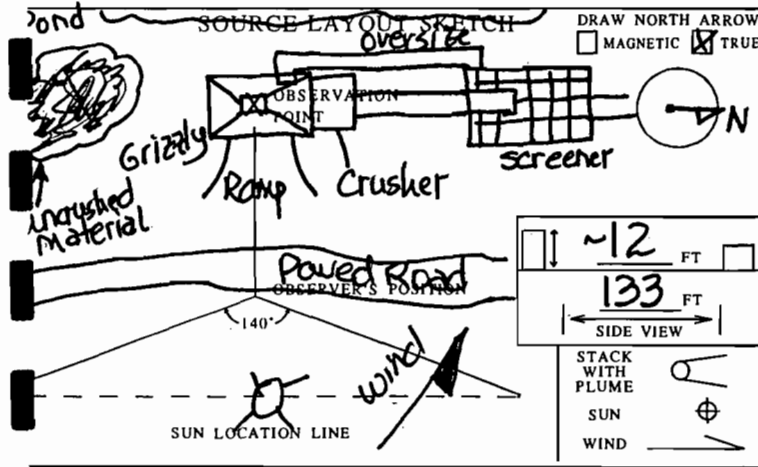 Pond
SOURCE LAYOUT SKETCH
DRAW NORTH ARROW
MAGNETIC
X TRUE
oversize
X
OBSERVATION
POINT
N
Grizzly
Ramp
Crusher
screener
uncrushed
material
~12 FT
Paved Road
OBSERVER'S POSITION
133 FT
SIDE VIEW
140°
Wind
STACK
WITH
PLUME
SUN
WIND
SUN LOCATION LINE